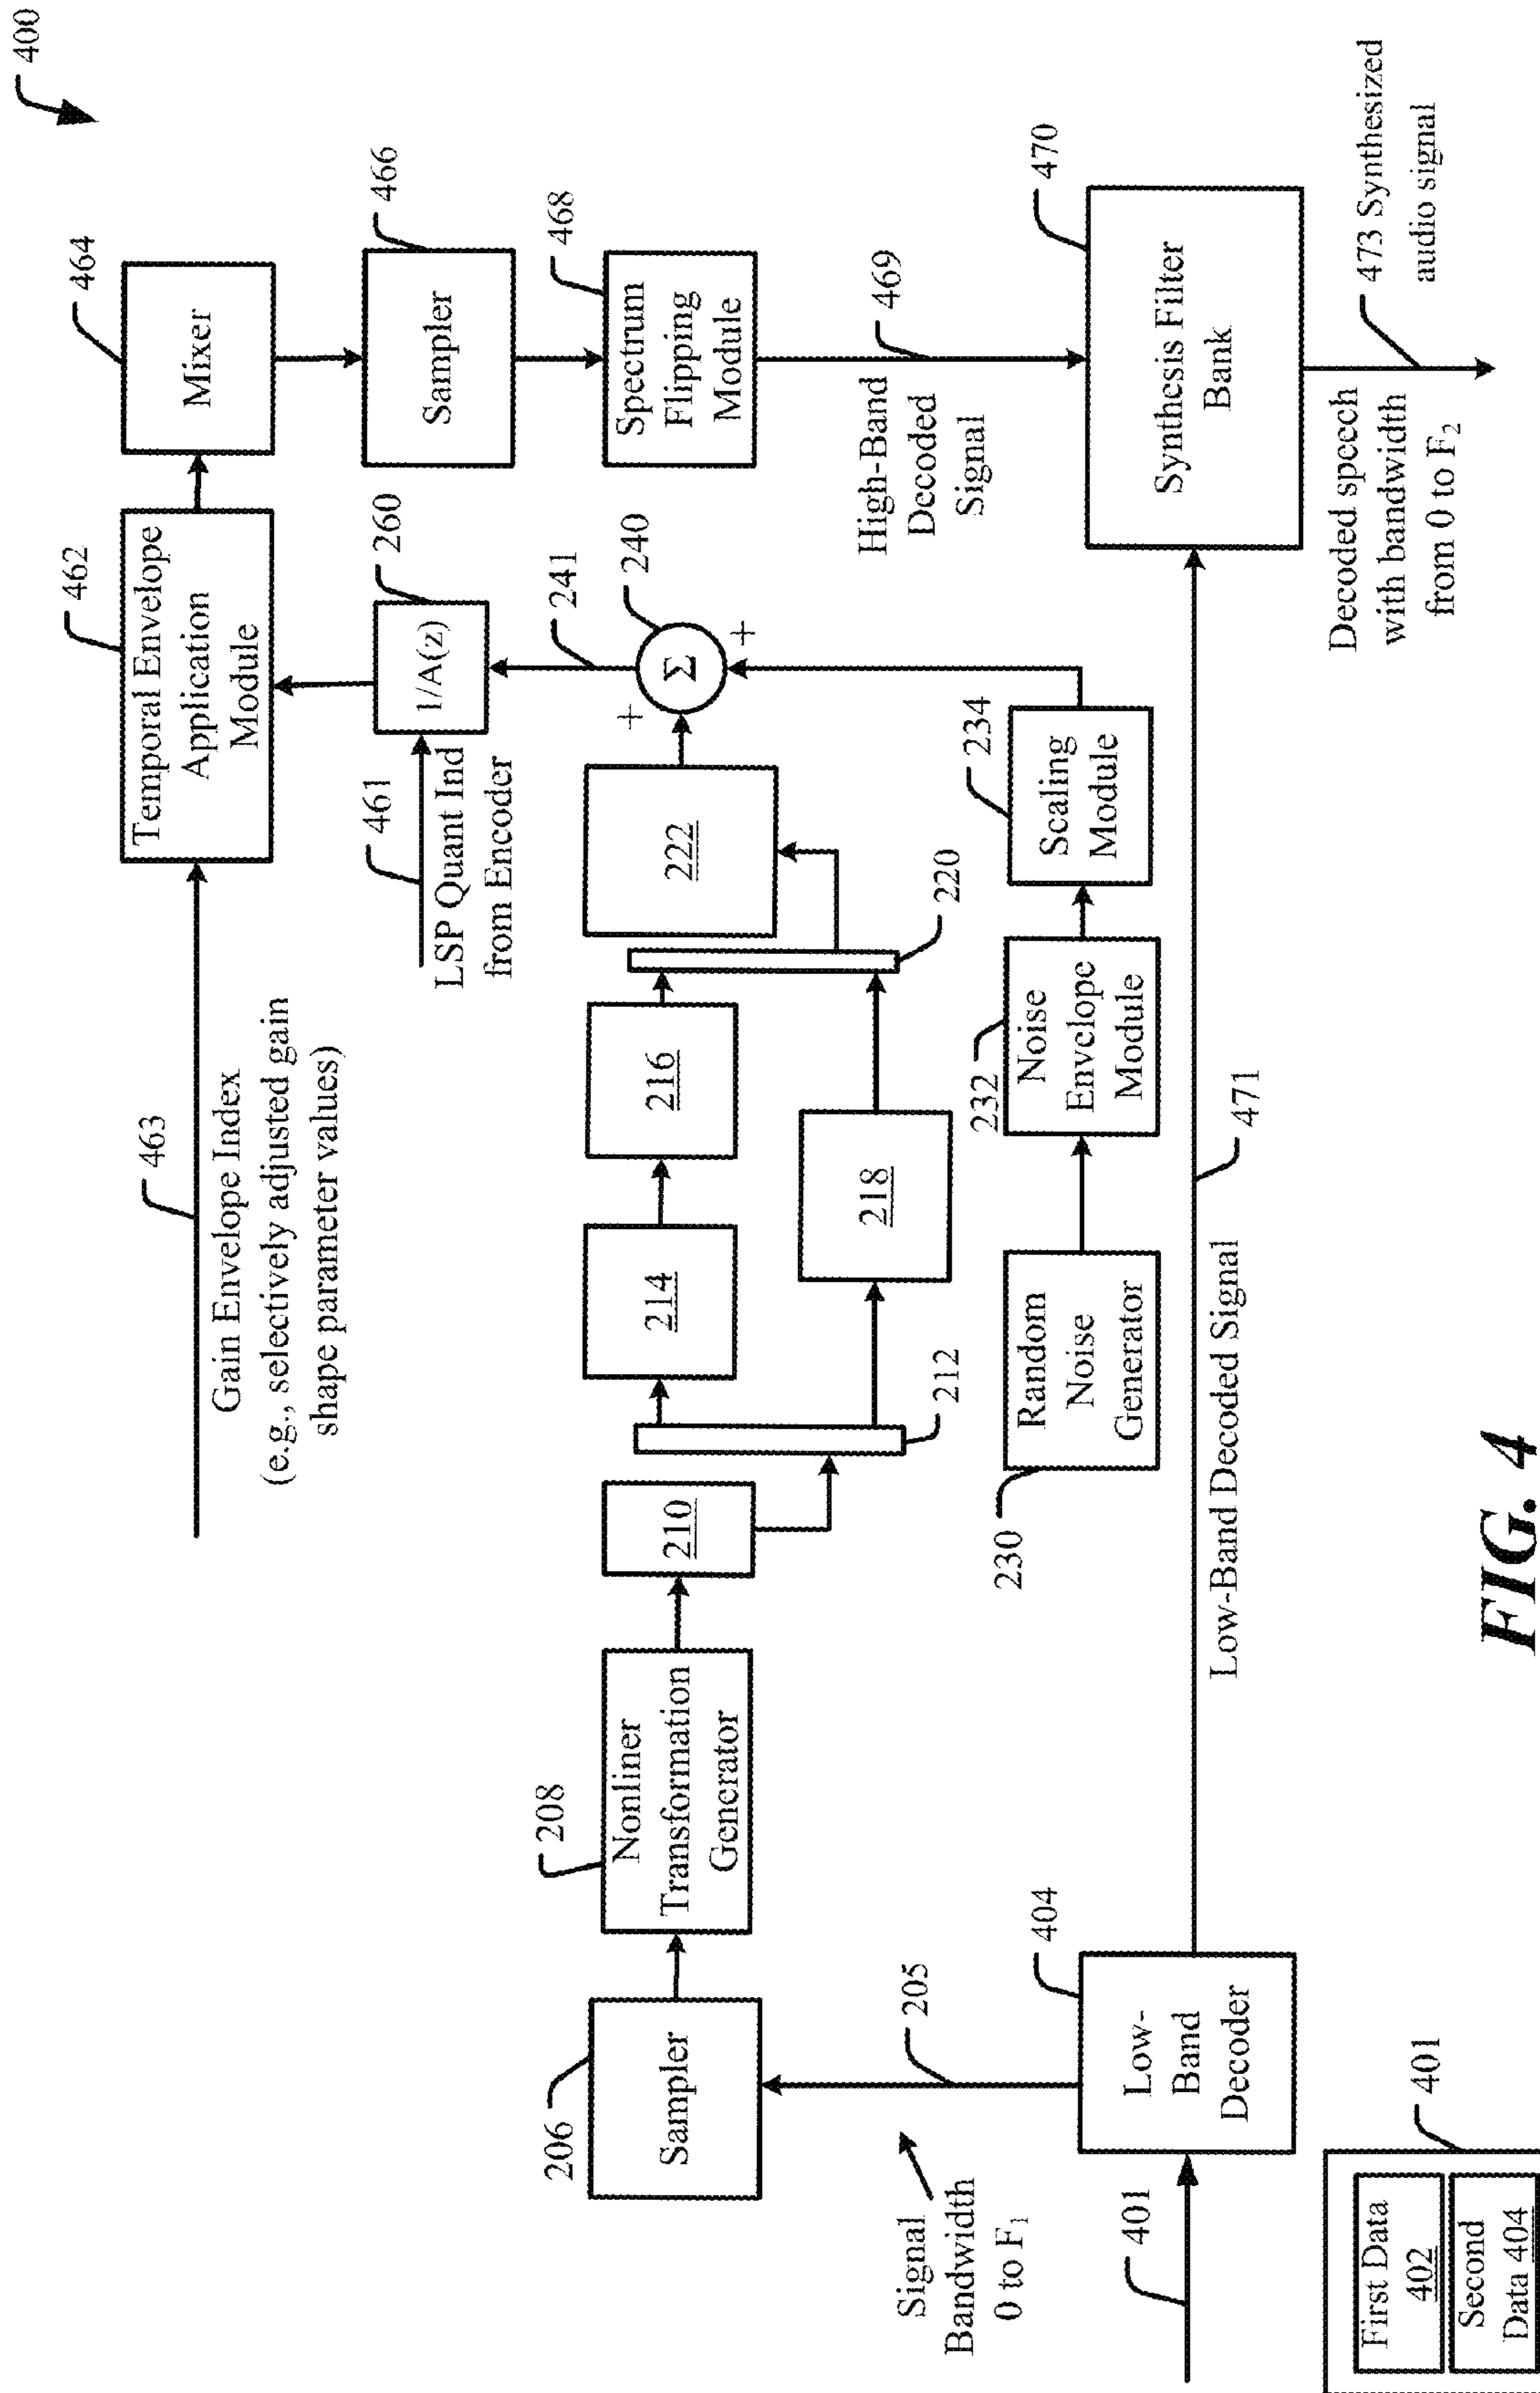 400
463
Gain Envelope Index
(e.g., selectively adjusted gain
shape parameter values)
462
Temporal Envelope
Application
Module
464
Mixer
466
Sampler
468
Spectrum
Flipping
Module
469
High-Band
Decoded
Signal
461
LSP Quant Ind
from Encoder
260
1/A(z)
241
240
Σ
+
+
206
Sampler
208
Nonliner
Transformation
Generator
210
212
214
216
218
220
222
230
Random
Noise
Generator
232
Noise
Envelope
Module
234
Scaling
Module
205
Signal
Bandwidth
0 to F₁
401
404
Low-
Band
Decoder
471
Low-Band Decoded Signal
470
Synthesis Filter
Bank
Decoded speech
with bandwidth
from 0 to F₂
473 Synthesized
audio signal
401
First Data
402
Second
Data 404
FIG. 4